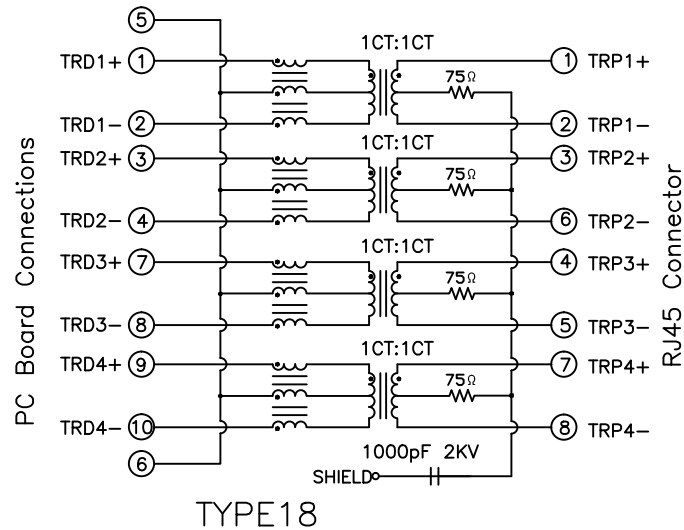 5
1CT:1CT
TRD1+ 1 1 TRP1+
75Ω
TRD1- 2 2 TRP1-
1CT:1CT
TRD2+ 3 3 TRP2+
75Ω
TRD2- 4 6 TRP2-
1CT:1CT
TRD3+ 7 4 TRP3+
75Ω
TRD3- 8 5 TRP3-
1CT:1CT
TRD4+ 9 7 TRP4+
75Ω
TRD4- 10 8 TRP4-
1000pF 2KV
6
SHIELD
PC Board Connections
RJ45 Connector
TYPE18